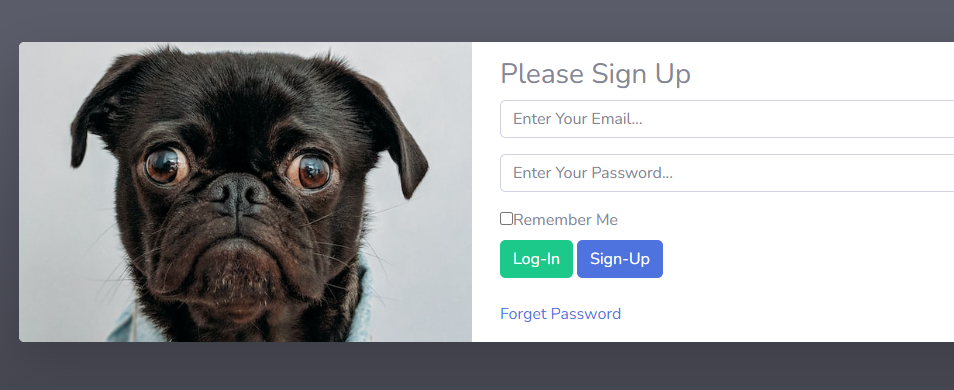 Please Sign Up
Enter Your Email...
Enter Your Password...
Remember Me
Log-In Sign-Up
Forget Password